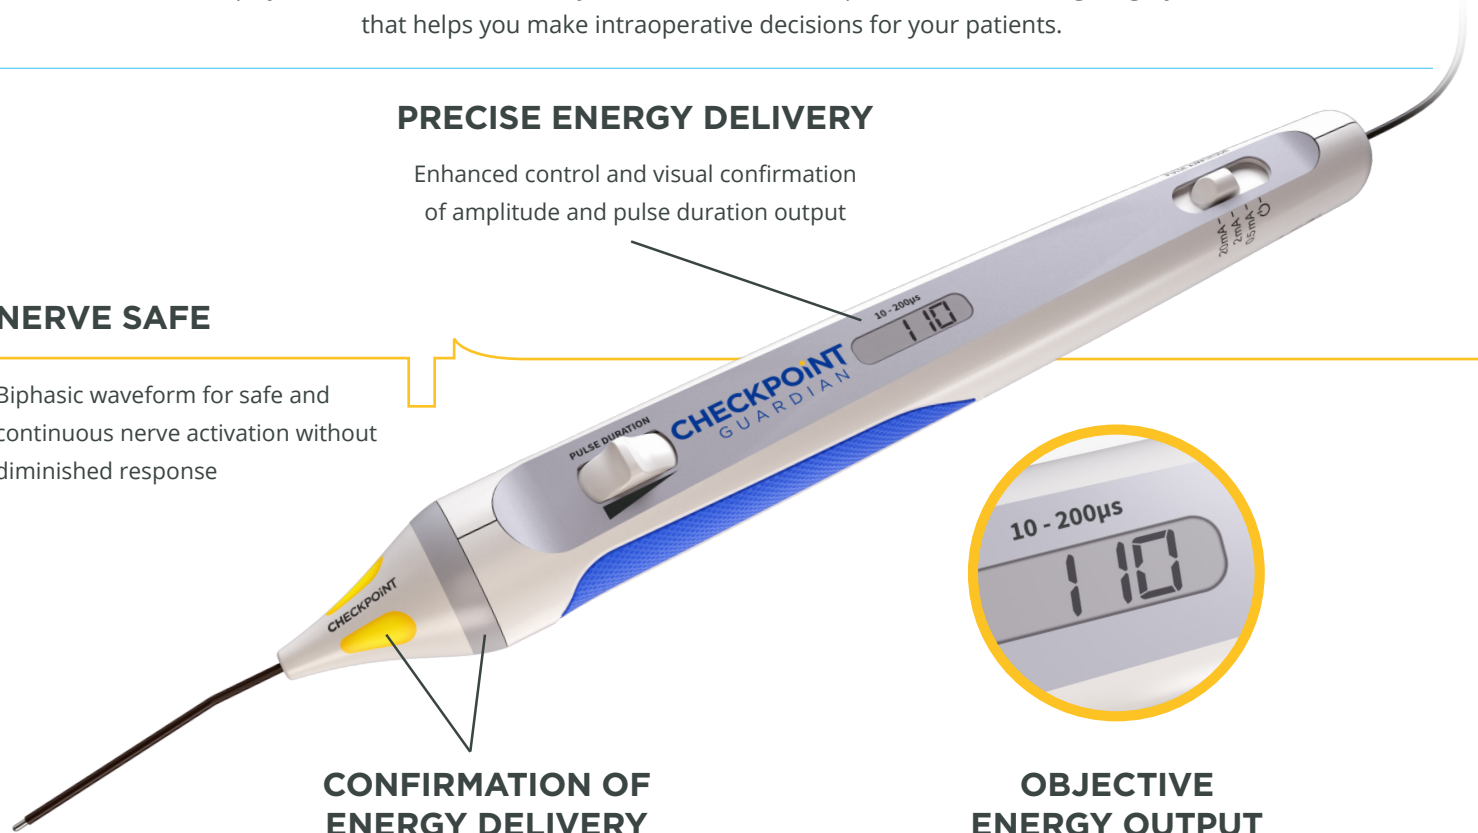 that helps you make intraoperative decisions for your patients.
PRECISE ENERGY DELIVERY
Enhanced control and visual confirmation
of amplitude and pulse duration output
20mA
2mA
0.5mA
10 - 200µs
110
NERVE SAFE
Biphasic waveform for safe and
continuous nerve activation without
diminished response
CHECKPOINT
GUARDIAN
PULSE DURATION
10 - 200µs
110
CHECKPOINT
CONFIRMATION OF
ENERGY DELIVERY
OBJECTIVE
ENERGY OUTPUT